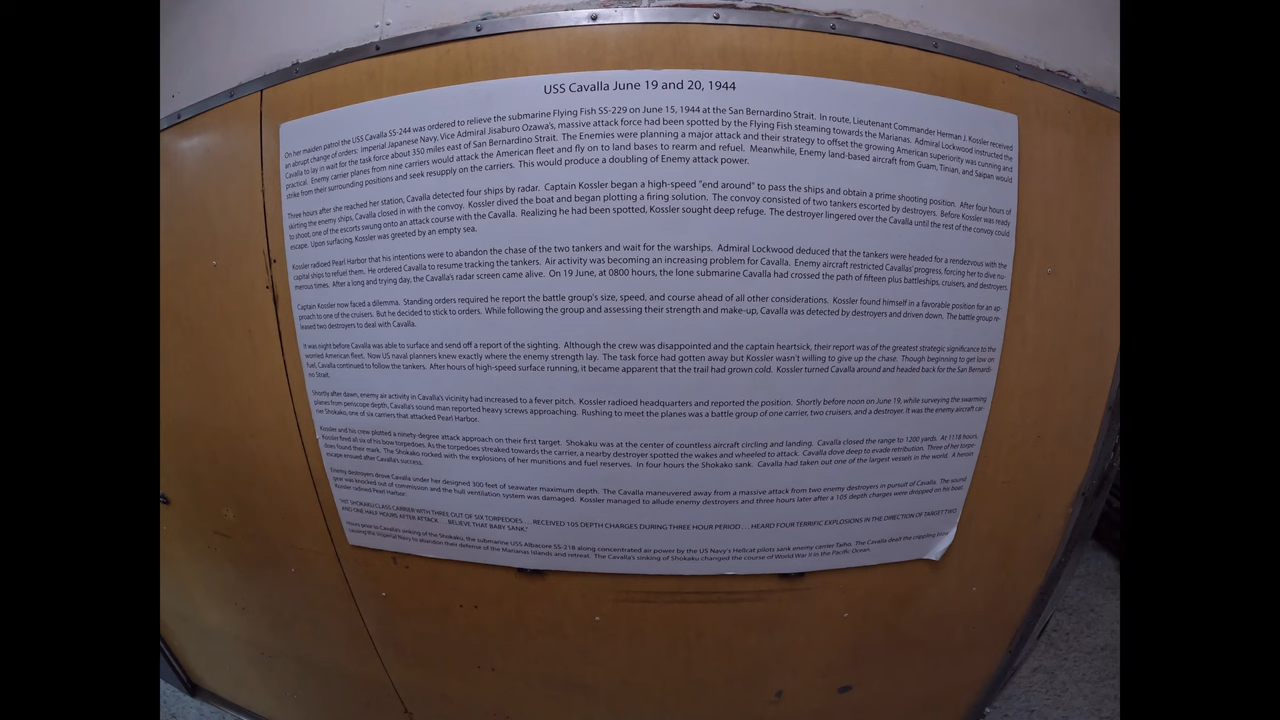 USS Cavalla June 19 and 20, 1944
On her maiden patrol the USS Cavalla SS-244 was ordered to relieve the submarine Flying Fish SS-229 on June 15, 1944 at the San Bernardino Strait. In route, Lieutenant Commander Herman J. Kossler received
an abrupt change of orders: Imperial Japanese Navy, Vice Admiral Jisaburo Ozawa's, massive attack force had been spotted by the Flying Fish steaming towards the Marianas. Admiral Lockwood instructed the
Cavalla to lay in wait for the task force about 350 miles east of San Bernardino Strait. The Enemies were planning a major attack and their strategy to offset the growing American superiority was cunning and
practical. Enemy carrier planes from nine carriers would attack the American fleet and fly on to land bases to rearm and refuel. Meanwhile, Enemy land-based aircraft from Guam, Tinian, and Saipan would
strike from their surrounding positions and seek resupply on the carriers. This would produce a doubling of Enemy attack power.
Three hours after she reached her station, Cavalla detected four ships by radar. Captain Kossler began a high-speed "end around" to pass the ships and obtain a prime shooting position. After four hours of
skirting the enemy ships, Cavalla closed in with the convoy. Kossler dived the boat and began plotting a firing solution. The convoy consisted of two tankers escorted by destroyers. Before Kossler was ready
to shoot, one of the escorts swung onto an attack course with the Cavalla. Realizing he had been spotted, Kossler sought deep refuge. The destroyer lingered over the Cavalla until the rest of the convoy could
escape. Upon surfacing, Kossler was greeted by an empty sea.
Kossler radioed Pearl Harbor that his intentions were to abandon the chase of the two tankers and wait for the warships. Admiral Lockwood deduced that the tankers were headed for a rendezvous with the
capital ships to refuel them. He ordered Cavalla to resume tracking the tankers. Air activity was becoming an increasing problem for Cavalla. Enemy aircraft restricted Cavallas' progress, forcing her to dive nu-
merous times. After a long and trying day, the Cavalla's radar screen came alive. On 19 June, at 0800 hours, the lone submarine Cavalla had crossed the path of fifteen plus battleships, cruisers, and destroyers.
Captain Kossler now faced a dilemma. Standing orders required he report the battle group's size, speed, and course ahead of all other considerations. Kossler found himself in a favorable position for an ap-
proach to one of the cruisers. But he decided to stick to orders. While following the group and assessing their strength and make-up, Cavalla was detected by destroyers and driven down. The battle group re-
leased two destroyers to deal with Cavalla.
It was night before Cavalla was able to surface and send off a report of the sighting. Although the crew was disappointed and the captain heartsick, their report was of the greatest strategic significance to the
worried American fleet. Now US naval planners knew exactly where the enemy strength lay. The task force had gotten away but Kossler wasn't willing to give up the chase. Though beginning to get low on
fuel, Cavalla continued to follow the tankers. After hours of high-speed surface running, it became apparent that the trail had grown cold. Kossler turned Cavalla around and headed back for the San Bernardi-
no Strait.
Shortly after dawn, enemy air activity in Cavalla's vicinity had increased to a fever pitch. Kossler radioed headquarters and reported the position. Shortly before noon on June 19, while surveying the swarming
planes from periscope depth, Cavalla's sound man reported heavy screws approaching. Rushing to meet the planes was a battle group of one carrier, two cruisers, and a destroyer. It was the enemy aircraft car-
rier Shokaku, one of six carriers that attacked Pearl Harbor.
Kossler and his crew plotted a ninety-degree attack approach on their first target. Shokaku was at the center of countless aircraft circling and landing. Cavalla closed the range to 1200 yards. At 1118 hours,
Kossler fired all six of his bow torpedoes. As the torpedoes streaked towards the carrier, a nearby destroyer spotted the wakes and wheeled to attack. Cavalla dove deep to evade retribution. Three of her torpe-
does found their mark. The Shokaku rocked with the explosions of her munitions and fuel reserves. In four hours the Shokaku sank. Cavalla had taken out one of the largest vessels in the world. A heroes
escape ensued after Cavalla's success.
Enemy destroyers drove Cavalla under her designed 300 feet of seawater maximum depth. The Cavalla maneuvered away from a massive attack from two enemy destroyers in pursuit of Cavalla. The sound
gear was knocked out of commission and the hull ventilation system was damaged. Kossler managed to allude enemy destroyers and three hours later after a 105 depth charges were dropped on his boat.
Kossler radioed Pearl Harbor:
"HIT SHOKAKU CLASS CARRIER WITH THREE OUT OF SIX TORPEDOES . . . RECEIVED 105 DEPTH CHARGES DURING THREE HOUR PERIOD . . . HEARD FOUR TERRIFIC EXPLOSIONS IN THE DIRECTION OF TARGET TWO
AND ONE HALF HOURS AFTER ATTACK . . . BELIEVE THAT BABY SANK."
Hours prior to Cavalla's sinking of the Shokaku, the submarine USS Albacore SS-218 along concentrated air power by the US Navy's Hellcat pilots sank enemy carrier Taiho. The Cavalla dealt the crippling blow
causing the Imperial Navy to abandon their defense of the Marianas Islands and retreat. The Cavalla's sinking of Shokaku changed the course of World War II in the Pacific Ocean.